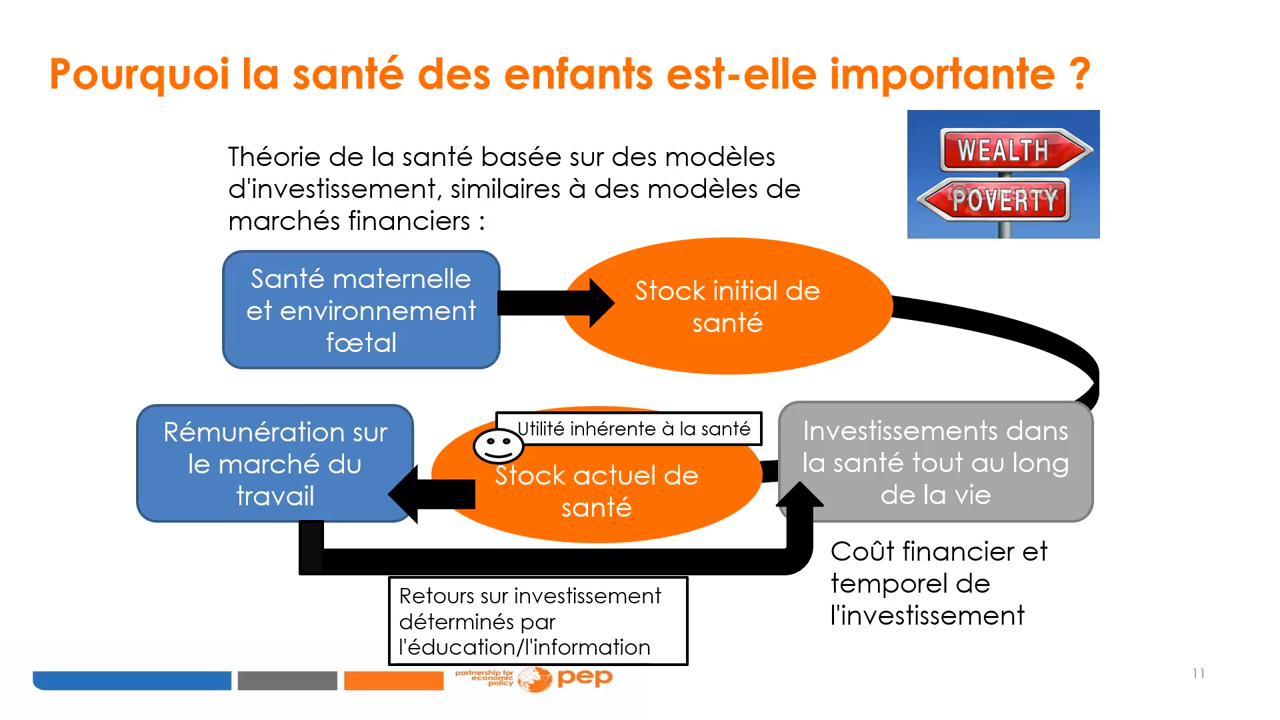 Pourquoi la santé des enfants est-elle importante ?
Théorie de la santé basée sur des modèles
d'investissement, similaires à des modèles de
marchés financiers :
WEALTH
POVERTY
Santé maternelle
et environnement
fœtal
Stock initial de
santé
Rémunération sur
le marché du
travail
Utilité inhérente à la santé
Stock actuel de
santé
Investissements dans
la santé tout au long
de la vie
Coût financier et
temporel de
l'investissement
Retours sur investissement
déterminés par
l'éducation/l'information
partnership for
economic
policy
pep
11